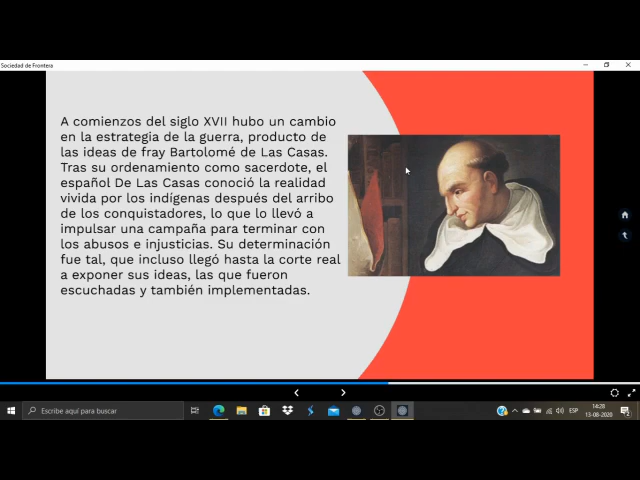 Sociedad de Frontera
A comienzos del siglo XVII hubo un cambio
en la estrategia de la guerra, producto de
las ideas de fray Bartolomé de Las Casas.
Tras su ordenamiento como sacerdote, el
español De Las Casas conoció la realidad
vivida por los indígenas después del arribo
de los conquistadores, lo que lo llevó a
impulsar una campaña para terminar con
los abusos e injusticias. Su determinación
fue tal, que incluso llegó hasta la corte real
a exponer sus ideas, las que fueron
escuchadas y también implementadas.
Escribe aquí para buscar
ESP
14:28
13-08-2020